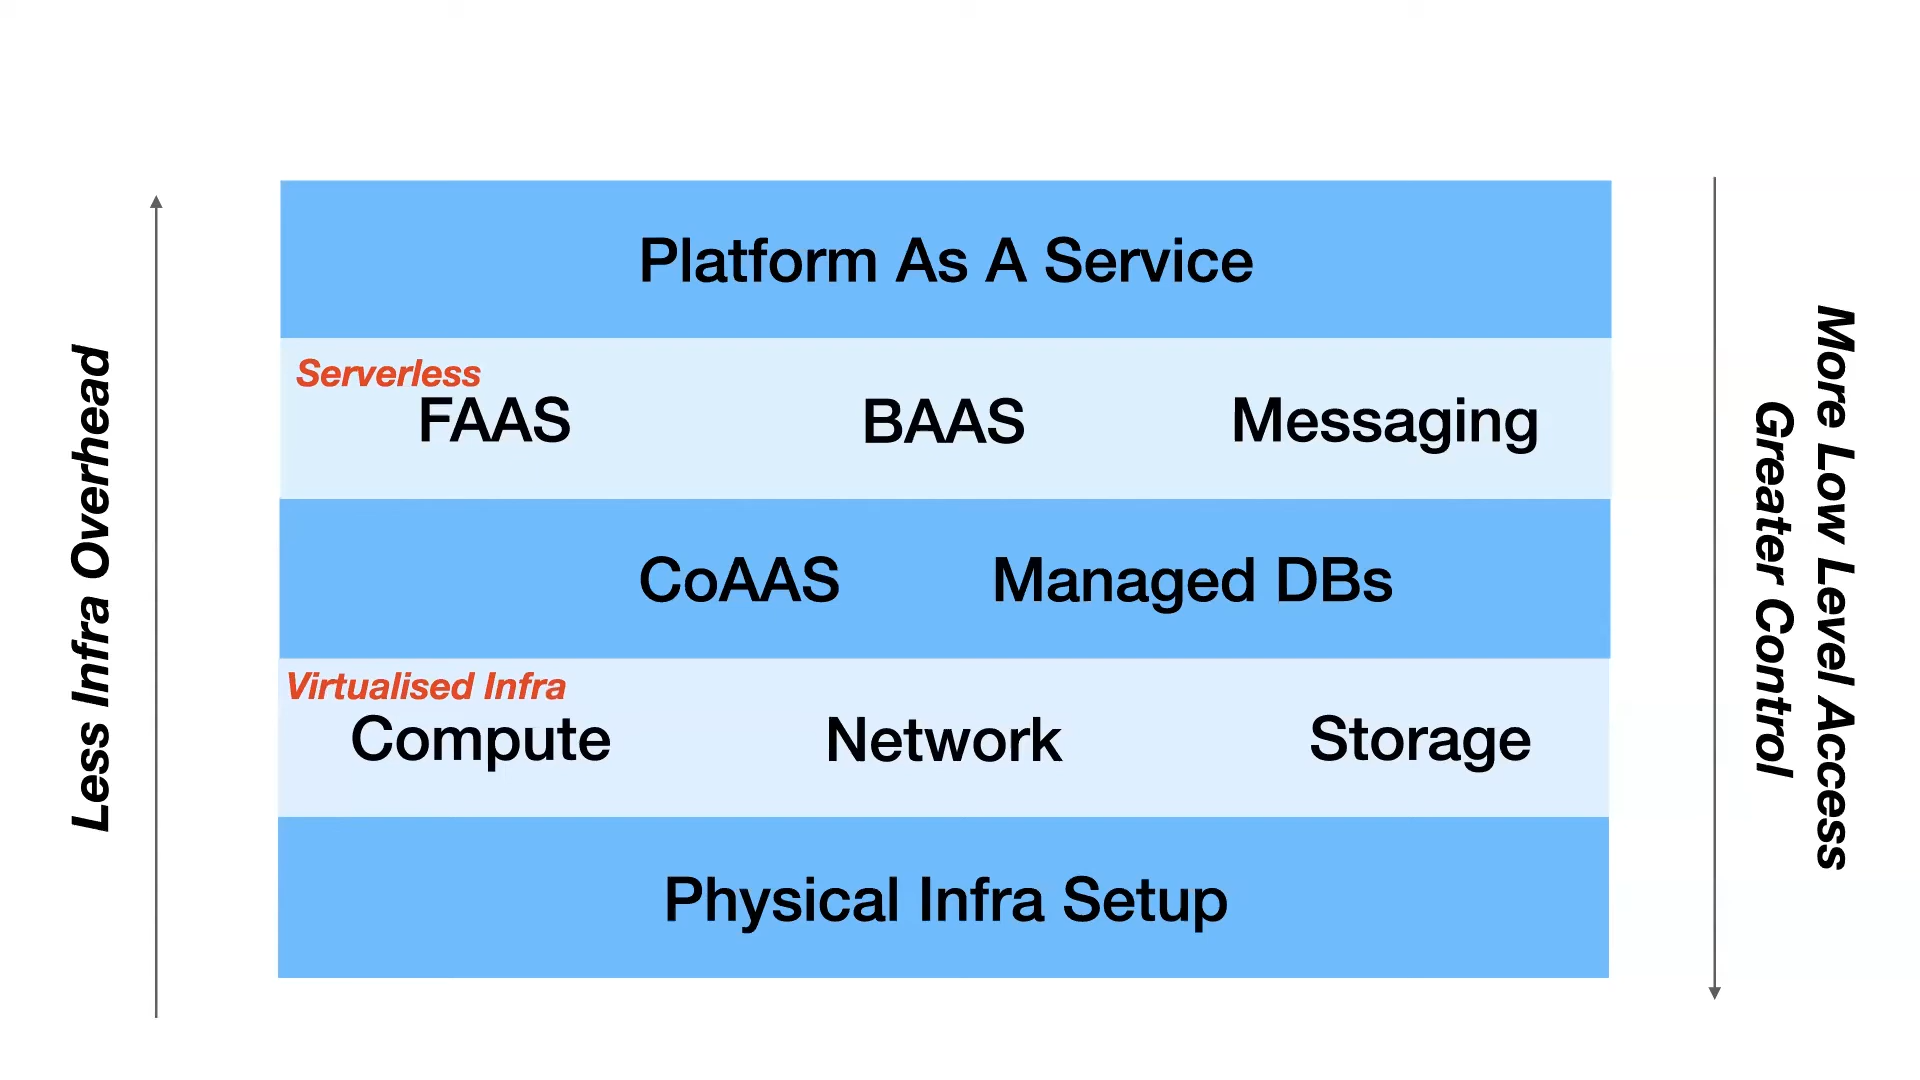 Platform As A Service
Serverless
FAAS BAAS Messaging
CoAAS Managed DBs
Virtualised Infra
Compute Network Storage
Physical Infra Setup
Less Infra Overhead
More Low Level Access
Greater Control